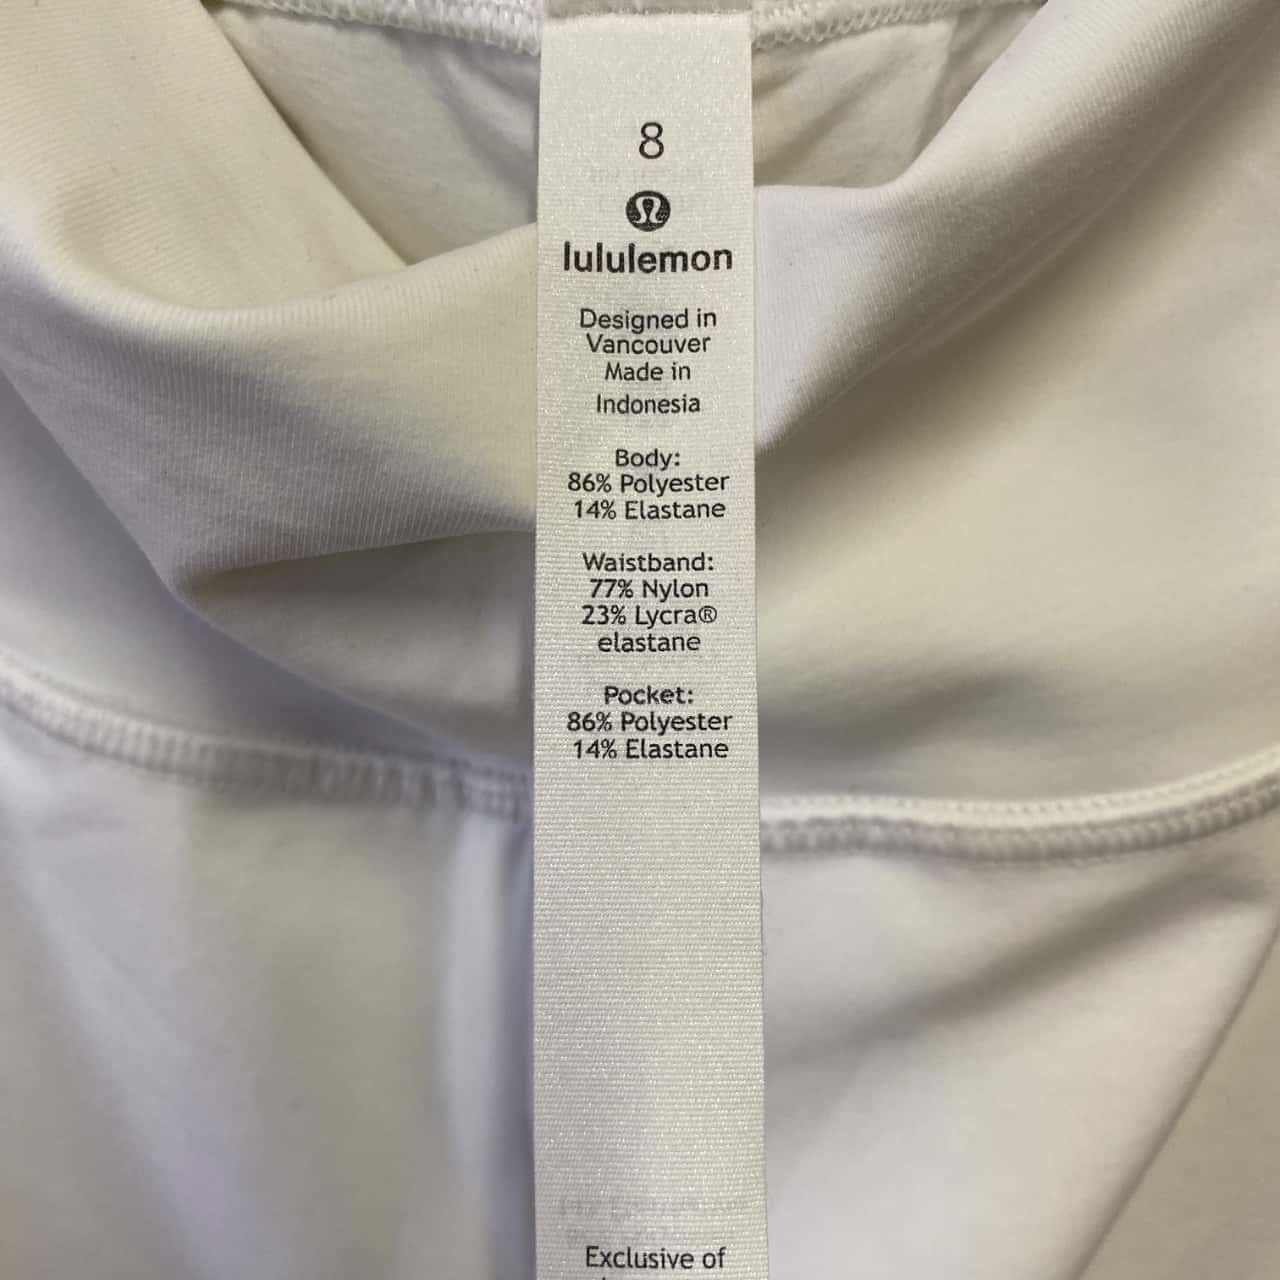 8
lululemon
Designed in
Vancouver
Made in
Indonesia
Body:
86% Polyester
14% Elastane
Waistband:
77% Nylon
23% Lycra®
elastane
Pocket:
86% Polyester
14% Elastane
Exclusive of